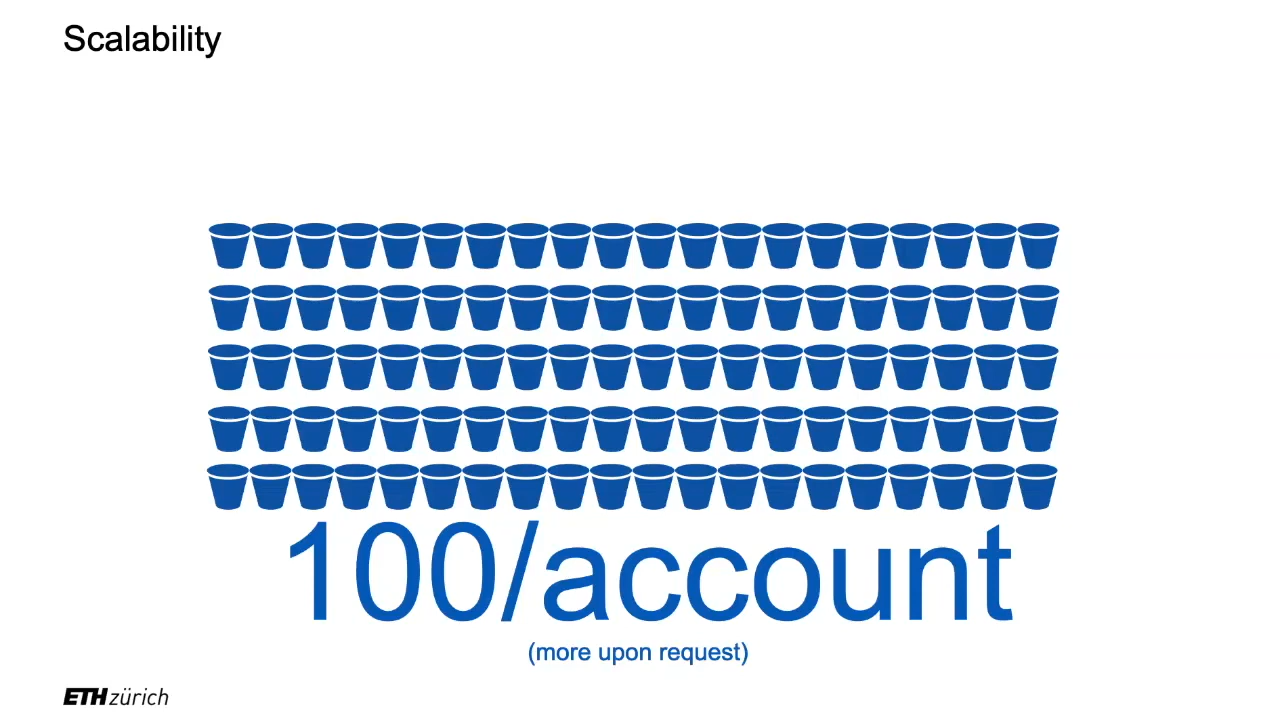 Scalability
100/account
(more upon request)
ETH zürich